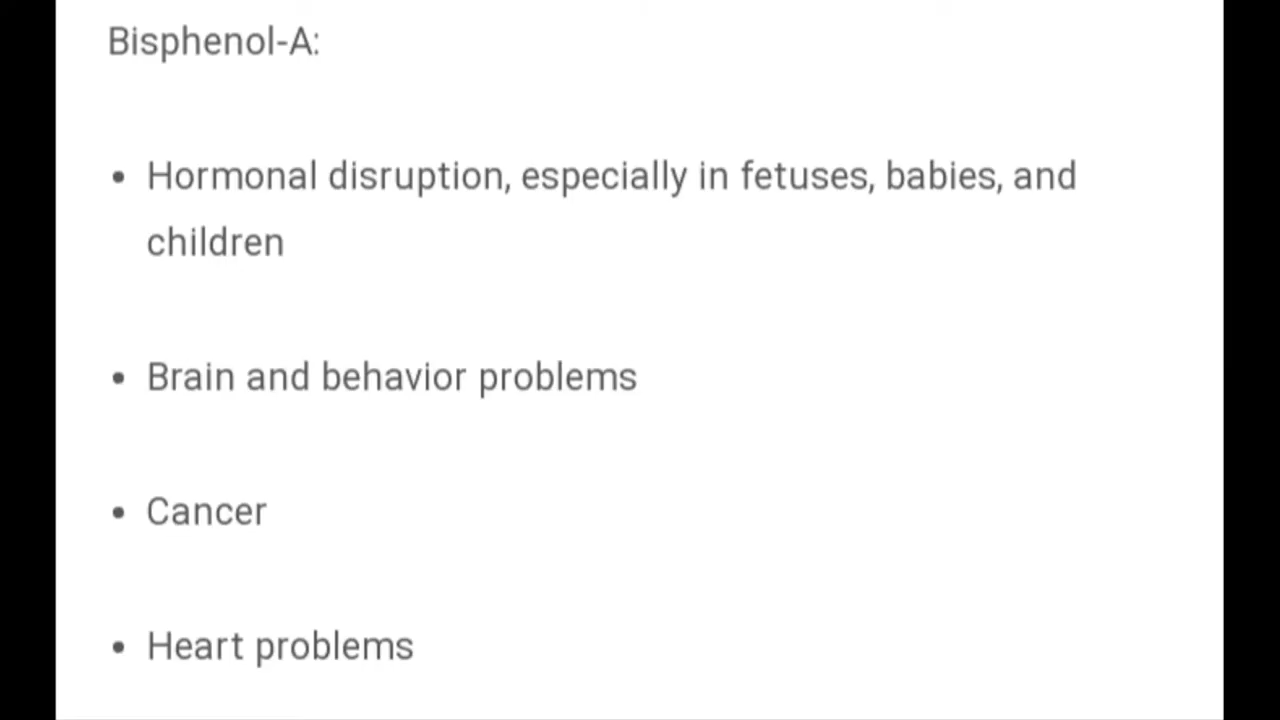 Bisphenol-A:
• Hormonal disruption, especially in fetuses, babies, and
children
• Brain and behavior problems
• Cancer
• Heart problems